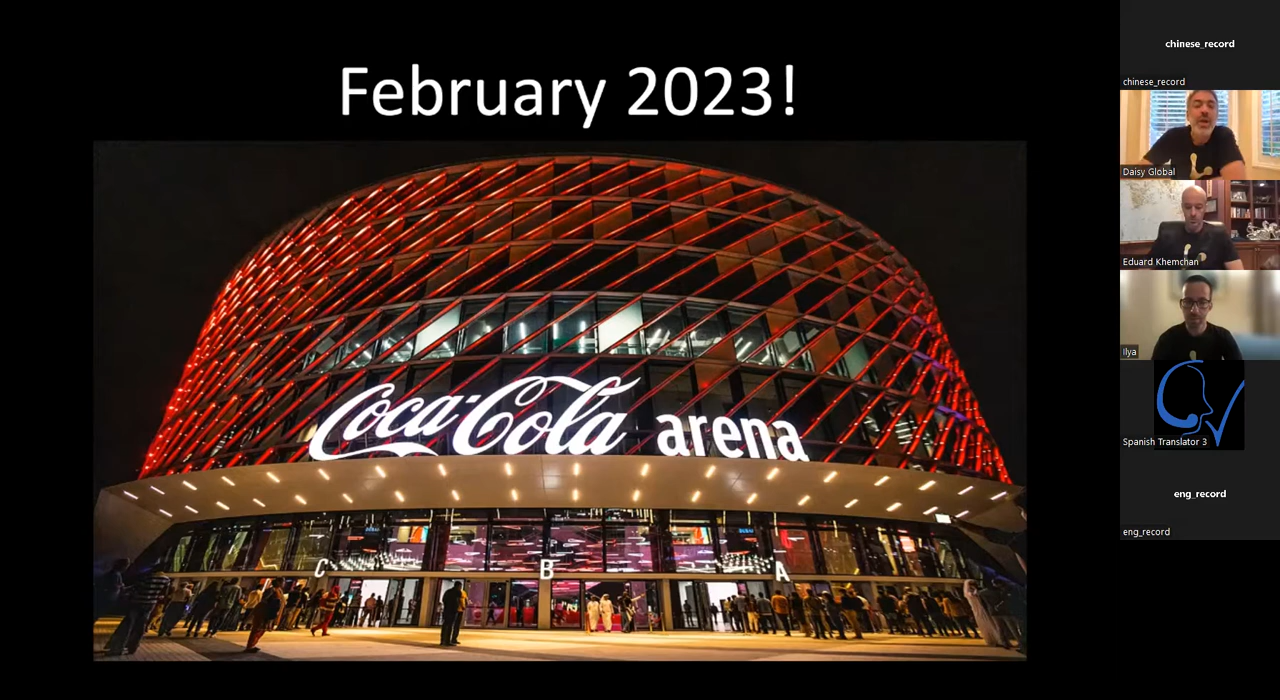 February 2023!
Coca-Cola arena
C
B
A
chinese_record
chinese_record
Daisy Global
Eduard Khemchan
Ilya
Spanish Translator 3
eng_record
eng_record